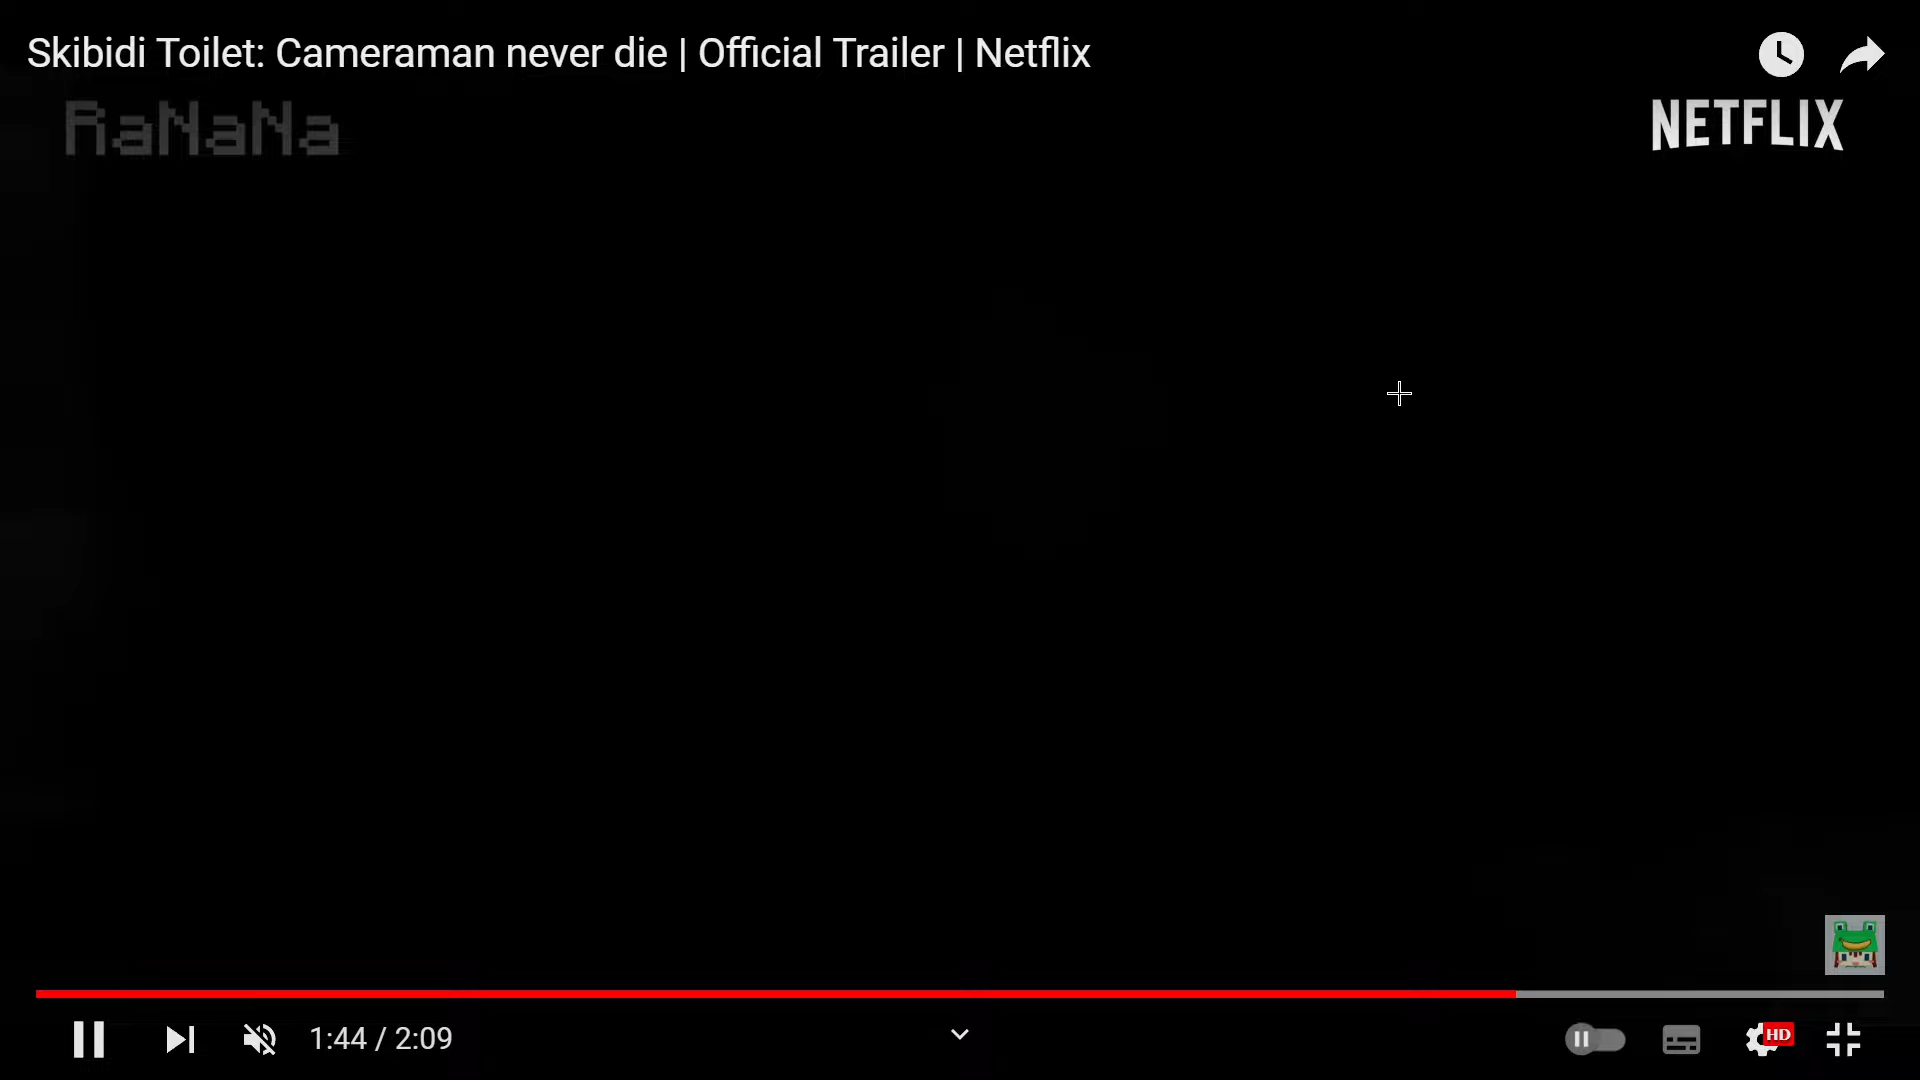 Skibidi Toilet: Cameraman never die | Official Trailer | Netflix
RaNaNa
NETFLIX
1:44 / 2:09
HD